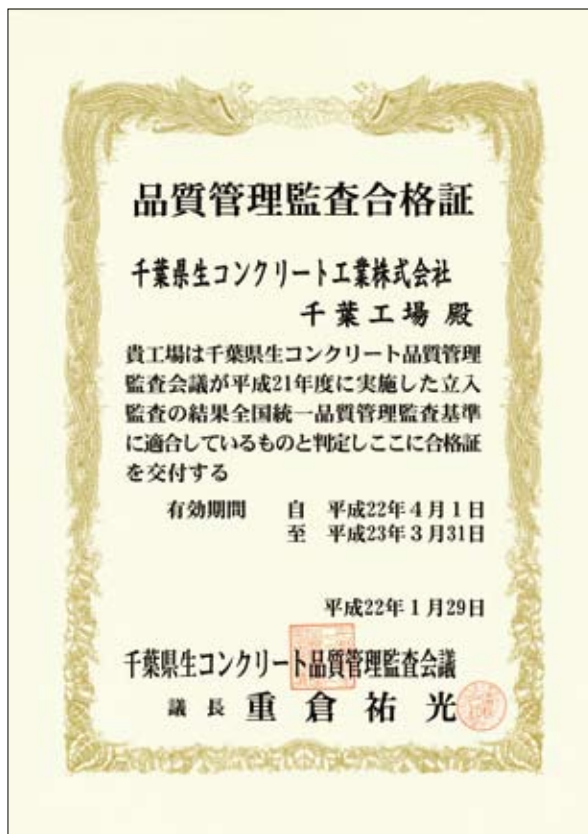 品質管理監査合格証
千葉県生コンクリート工業株式会社
千葉工場 殿
貴工場は千葉県生コンクリート品質管理
監査会議が平成21年度に実施した立入
監査の結果全国統一品質管理監査基準
に適合しているものと判定しここに合格証
を交付する
有効期間 自 平成22年4月1日
至 平成23年3月31日
平成22年1月29日
千葉県生コンクリート品質管理監査会議
議長 重倉祐光